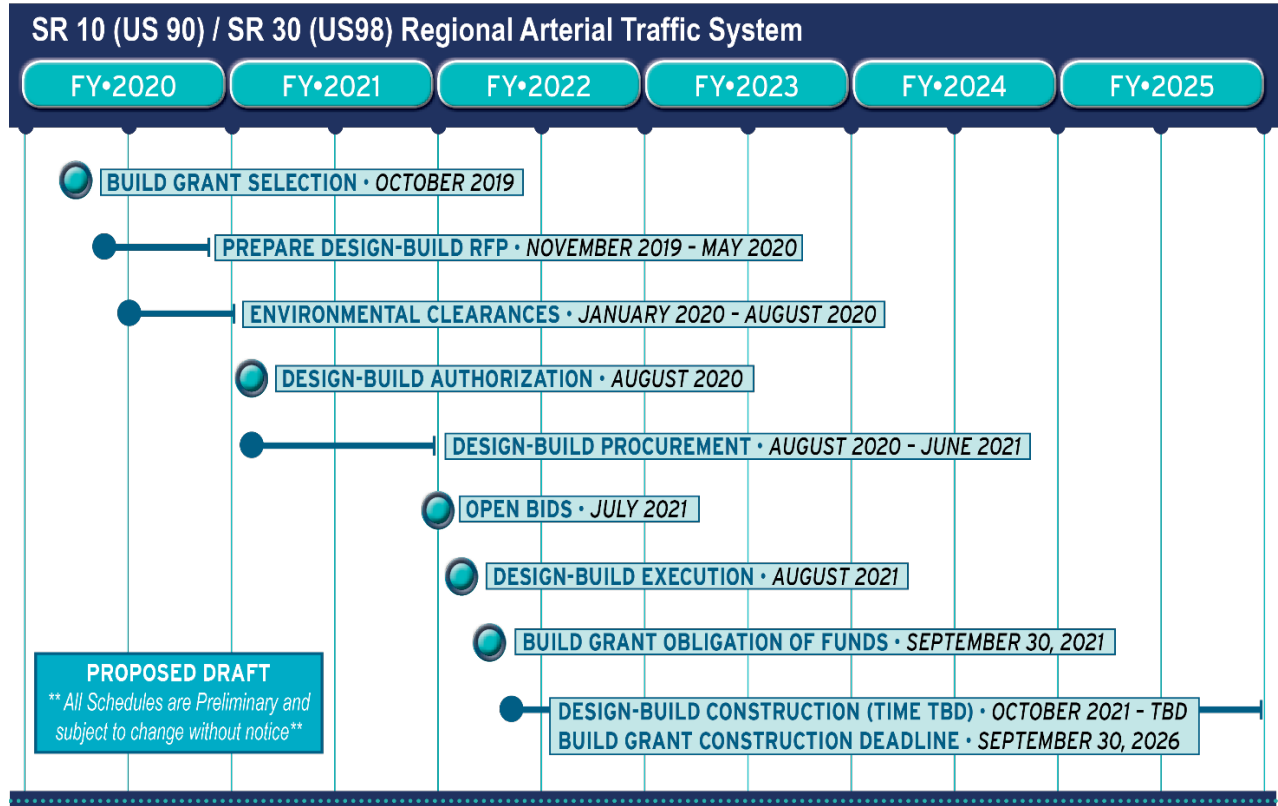 SR 10 (US 90) / SR 30 (US98) Regional Arterial Traffic System
FY•2020
FY•2021
FY•2022
FY•2023
FY•2024
FY•2025
BUILD GRANT SELECTION • OCTOBER 2019
PREPARE DESIGN-BUILD RFP • NOVEMBER 2019 – MAY 2020
ENVIRONMENTAL CLEARANCES • JANUARY 2020 – AUGUST 2020
DESIGN-BUILD AUTHORIZATION • AUGUST 2020
DESIGN-BUILD PROCUREMENT • AUGUST 2020 – JUNE 2021
OPEN BIDS • JULY 2021
DESIGN-BUILD EXECUTION • AUGUST 2021
BUILD GRANT OBLIGATION OF FUNDS • SEPTEMBER 30, 2021
DESIGN-BUILD CONSTRUCTION (TIME TBD) • OCTOBER 2021 – TBD
BUILD GRANT CONSTRUCTION DEADLINE • SEPTEMBER 30, 2026
PROPOSED DRAFT
** All Schedules are Preliminary and
subject to change without notice**